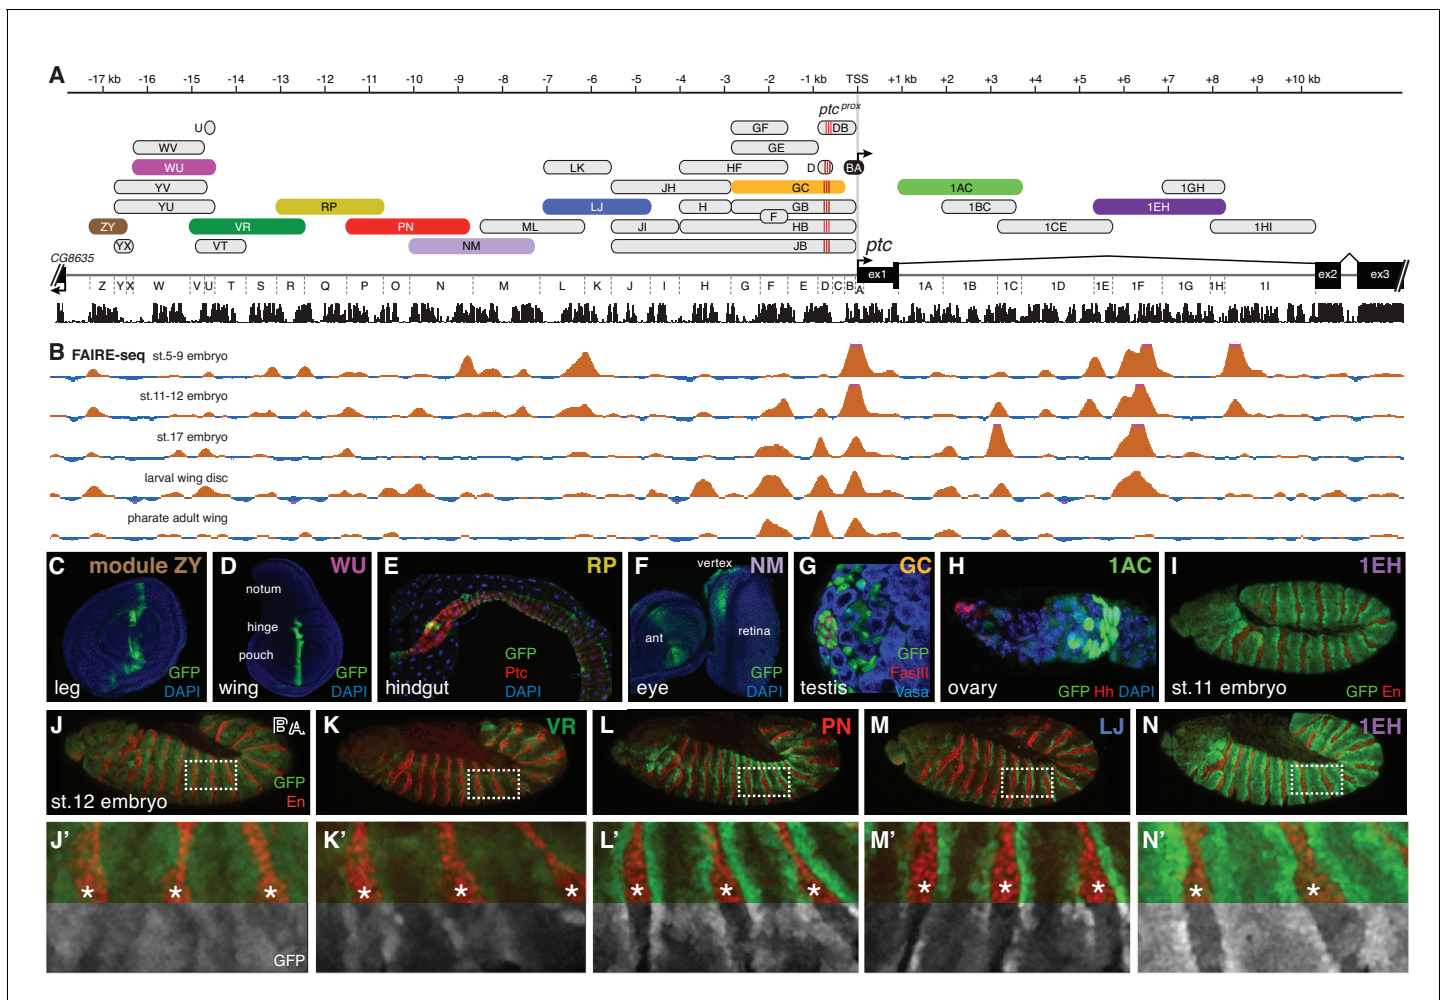 A
-17 kb -16 -15 -14 -13 -12 -11 -10 -9 -8 -7 -6 -5 -4 -3 -2 -1 kb TSS +1 kb +2 +3 +4 +5 +6 +7 +8 +9 +10 kb
ptc prox
U GF DB
WV GE
WU LK HF D BA
YV JH GC 1AC 1GH
YU RP LJ H GB 1BC 1EH
F
ZY VR PN ML JI HB 1CE 1HI
YX VT NM JB ptc
CG8635
ex1 ex2 ex3
Z Y X W V U T S R Q P O N M L K J I H G F E D C B A 1A 1B 1C 1D 1E 1F 1G 1H 1I
B FAIRE-seq st.5-9 embryo
st.11-12 embryo
st.17 embryo
larval wing disc
pharate adult wing
C module ZY
GFP
leg DAPI
D WU
notum
hinge
pouch
GFP
wing DAPI
E RP
GFP
Ptc
hindgut DAPI
F NM
vertex
ant retina
GFP
eye DAPI
G GC
GFP
FasIII
testis Vasa
H 1AC
ovary GFP Hh DAPI
I 1EH
st.11 embryo GFP En
J BA
GFP
st.12 embryo En
K VR
L PN
M LJ
N 1EH
J'
* * *
GFP
K'
* * *
L'
* * *
M'
* * *
N'
* *